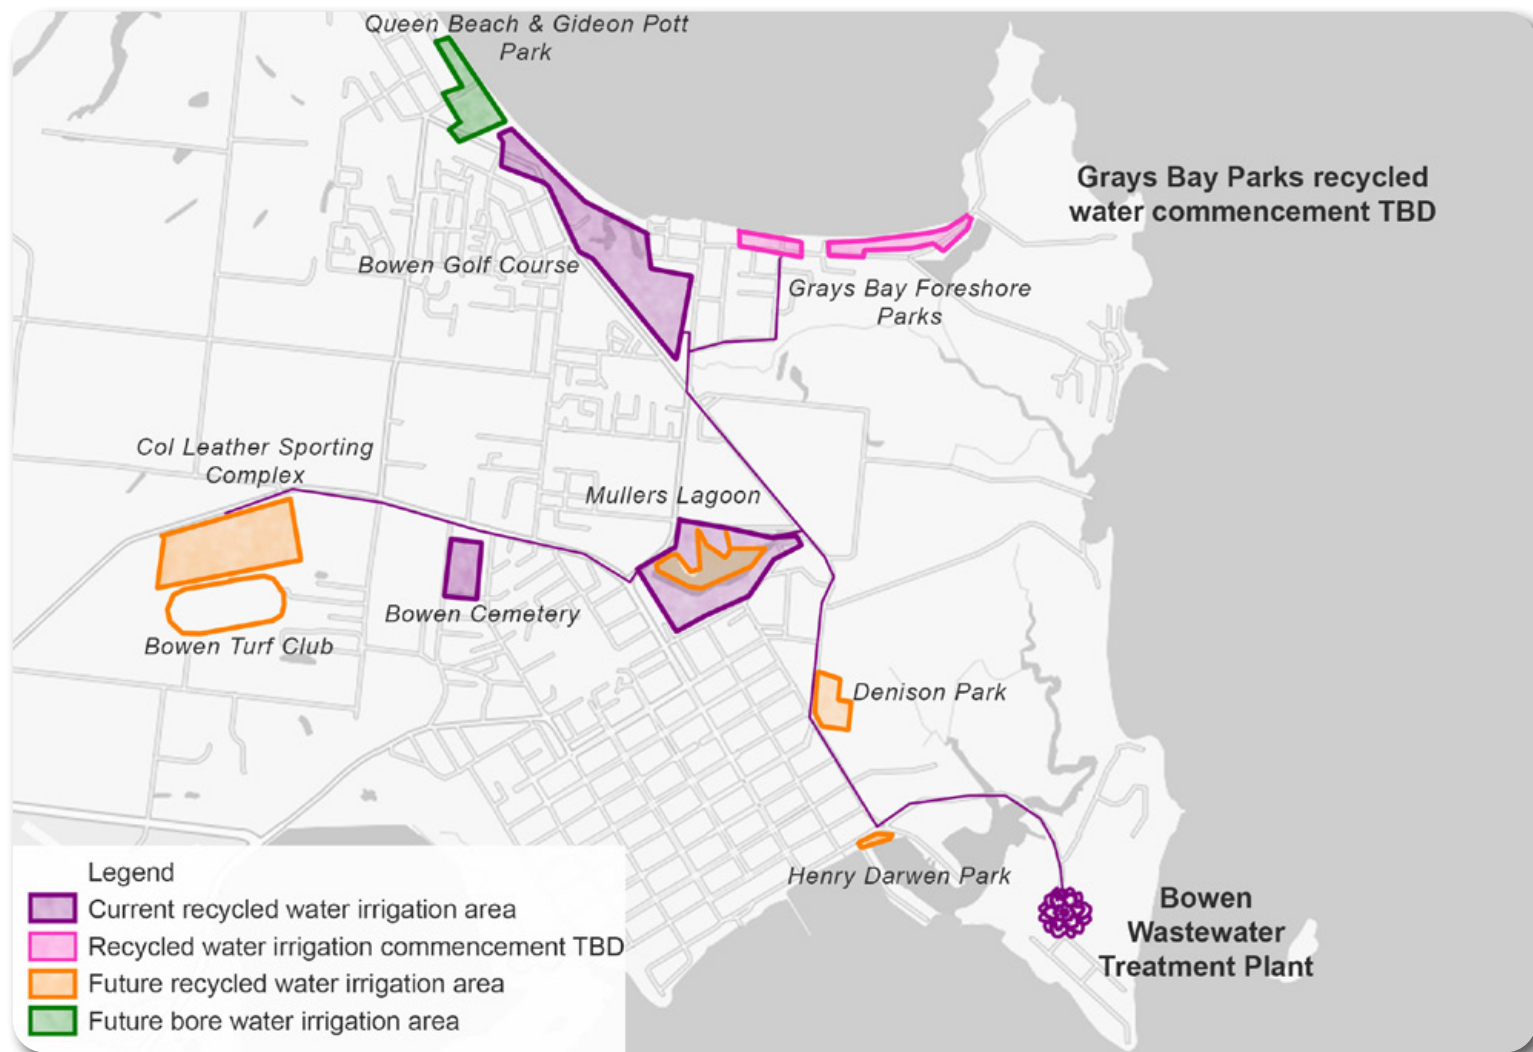 Queen Beach & Gideon Pott
Park
Grays Bay Parks recycled
water commencement TBD
Bowen Golf Course
Grays Bay Foreshore
Parks
Col Leather Sporting
Complex
Mullers Lagoon
Bowen Cemetery
Bowen Turf Club
Denison Park
Henry Darwen Park
Bowen
Wastewater
Treatment Plant
Legend
Current recycled water irrigation area
Recycled water irrigation commencement TBD
Future recycled water irrigation area
Future bore water irrigation area